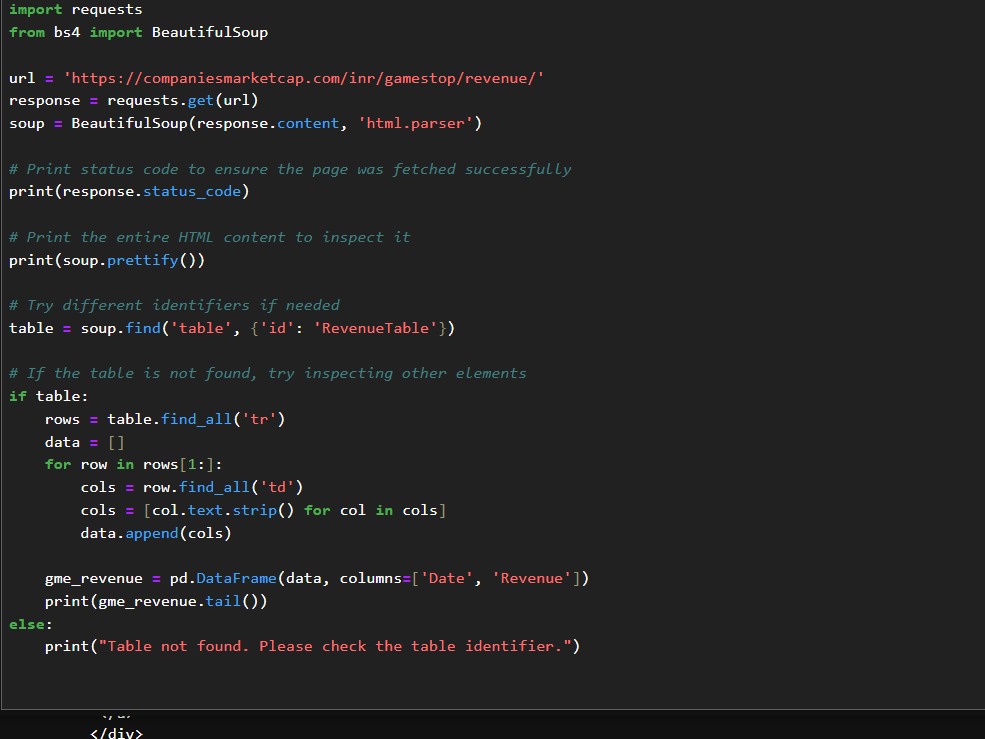 import requests
from bs4 import BeautifulSoup
url = 'https://companiesmarketcap.com/inr/gamestop/revenue/'
response = requests.get(url)
soup = BeautifulSoup(response.content, 'html.parser')
# Print status code to ensure the page was fetched successfully
print(response.status_code)
# Print the entire HTML content to inspect it
print(soup.prettify())
# Try different identifiers if needed
table = soup.find('table', {'id': 'RevenueTable'})
# If the table is not found, try inspecting other elements
if table:
    rows = table.find_all('tr')
    data = []
    for row in rows[1:]:
        cols = row.find_all('td')
        cols = [col.text.strip() for col in cols]
        data.append(cols)
    gme_revenue = pd.DataFrame(data, columns=['Date', 'Revenue'])
    print(gme_revenue.tail())
else:
    print("Table not found. Please check the table identifier.")
</div>